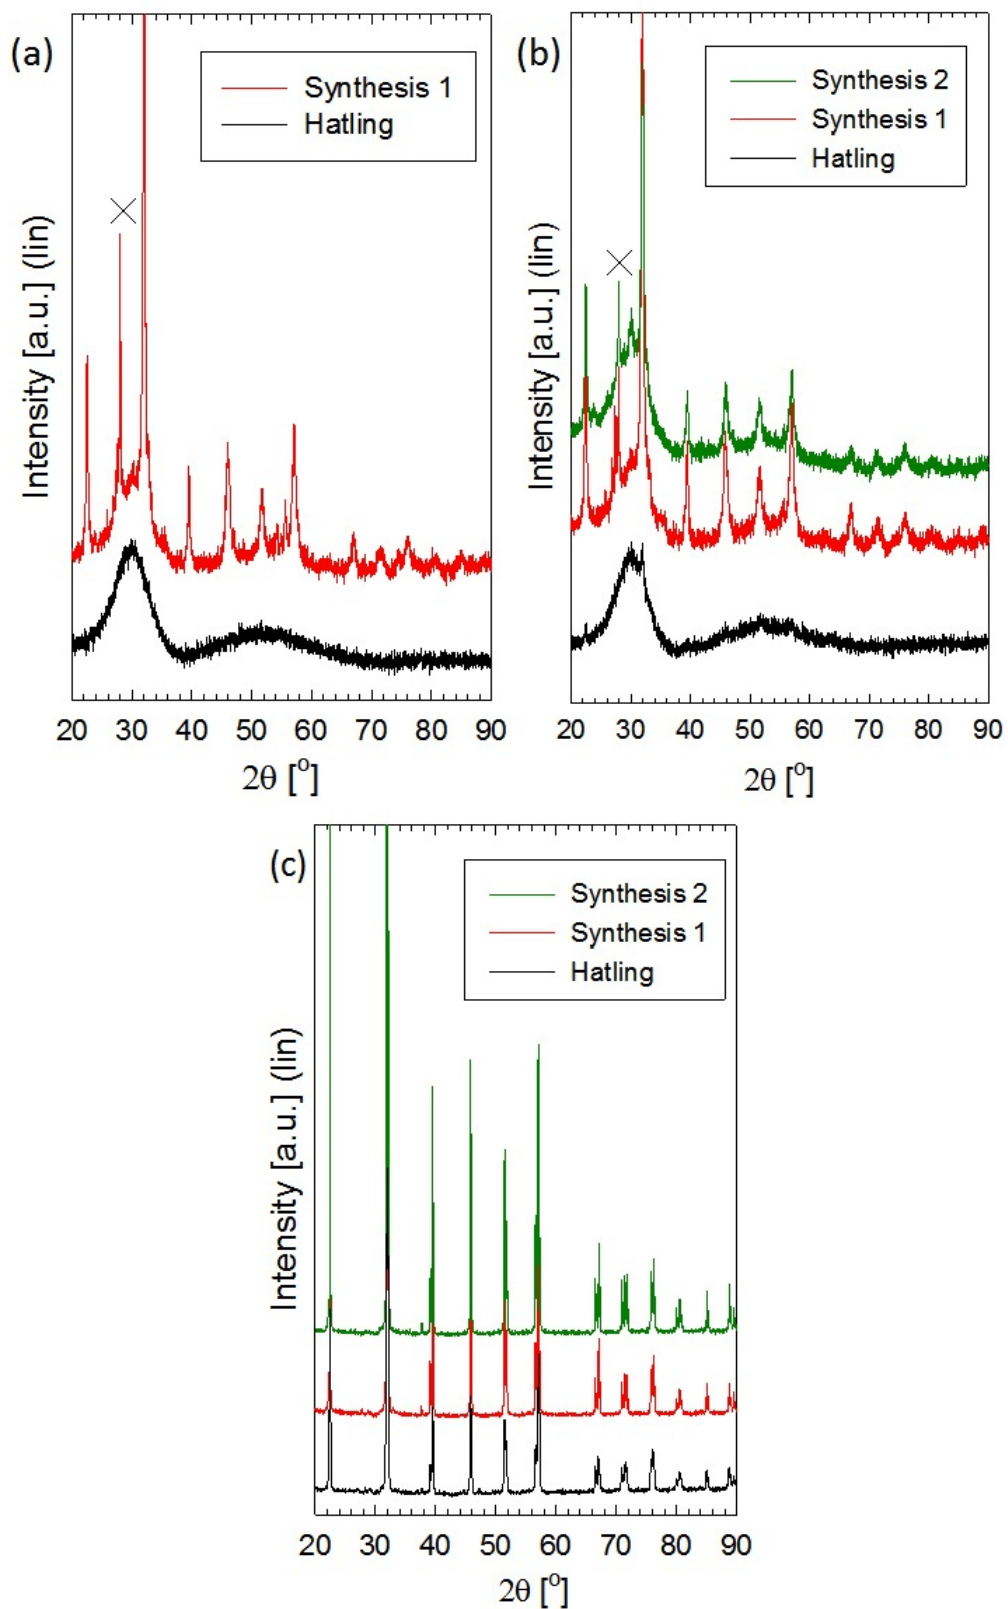 (a)
Synthesis 1
Hatling
Intensity [a.u.] (lin)
20 30 40 50 60 70 80 90
2θ [°]
(b)
Synthesis 2
Synthesis 1
Hatling
Intensity [a.u.] (lin)
20 30 40 50 60 70 80 90
2θ [°]
(c)
Synthesis 2
Synthesis 1
Hatling
Intensity [a.u.] (lin)
20 30 40 50 60 70 80 90
2θ [°]